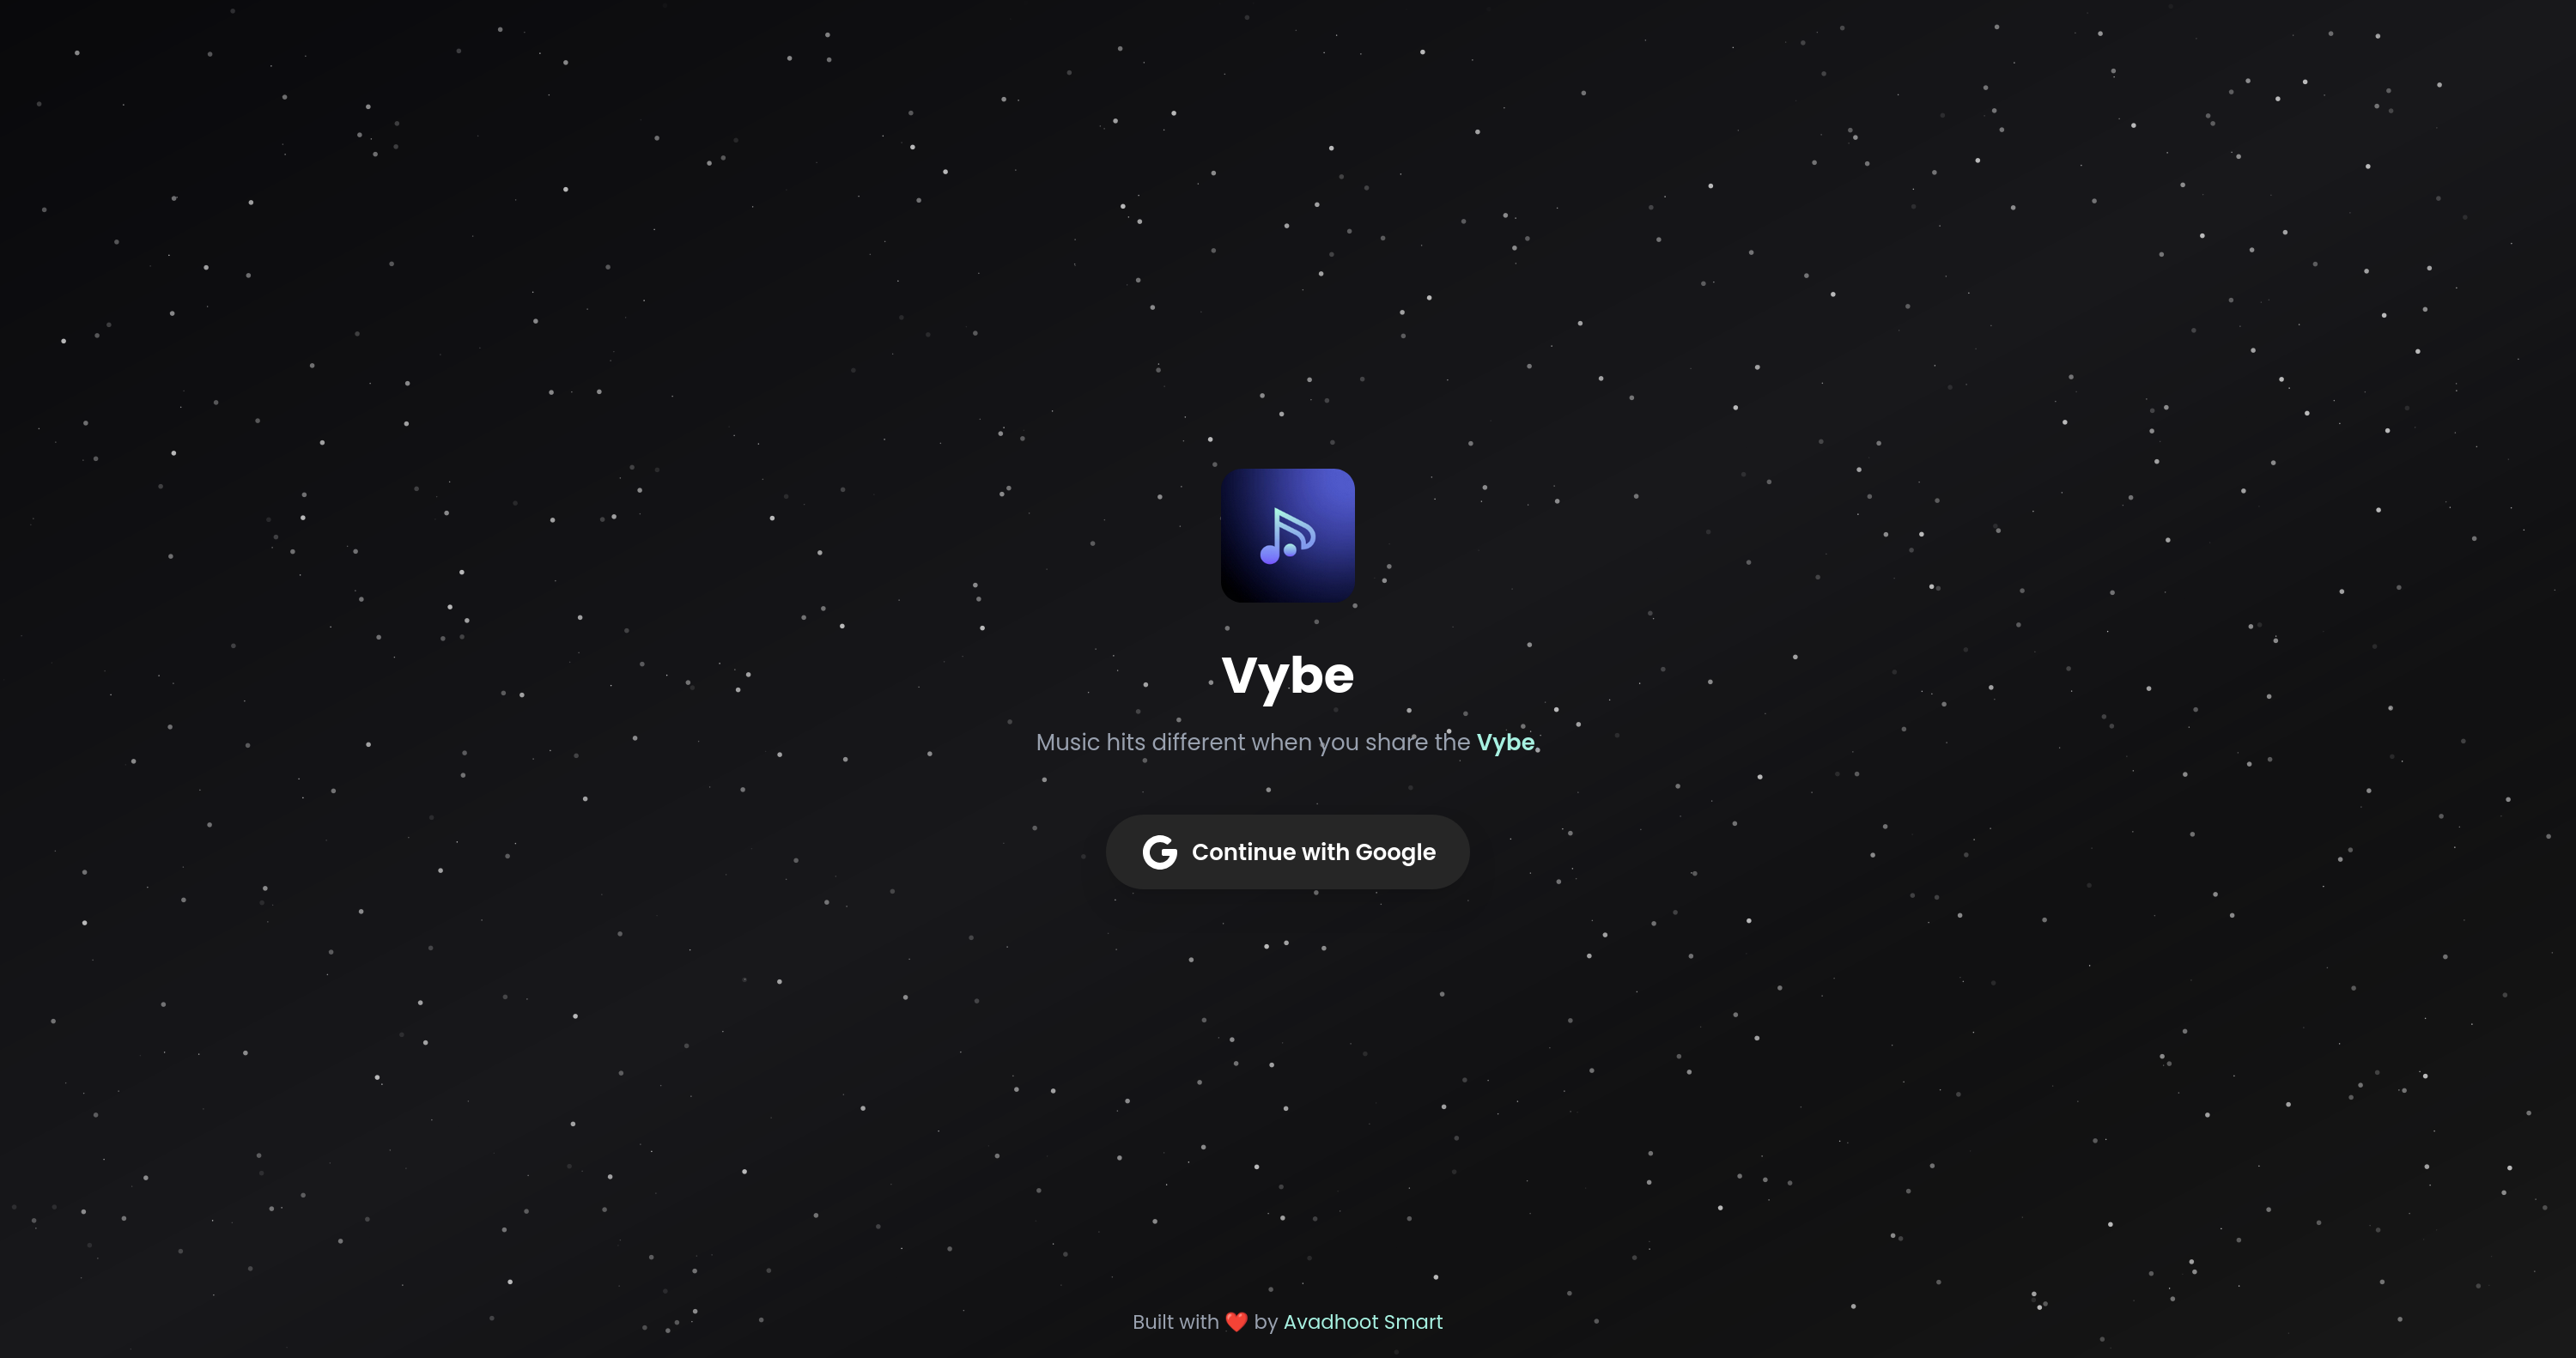 Vybe
Music hits different when you share the Vybe.
Continue with Google
Built with ❤️ by Avadhoot Smart